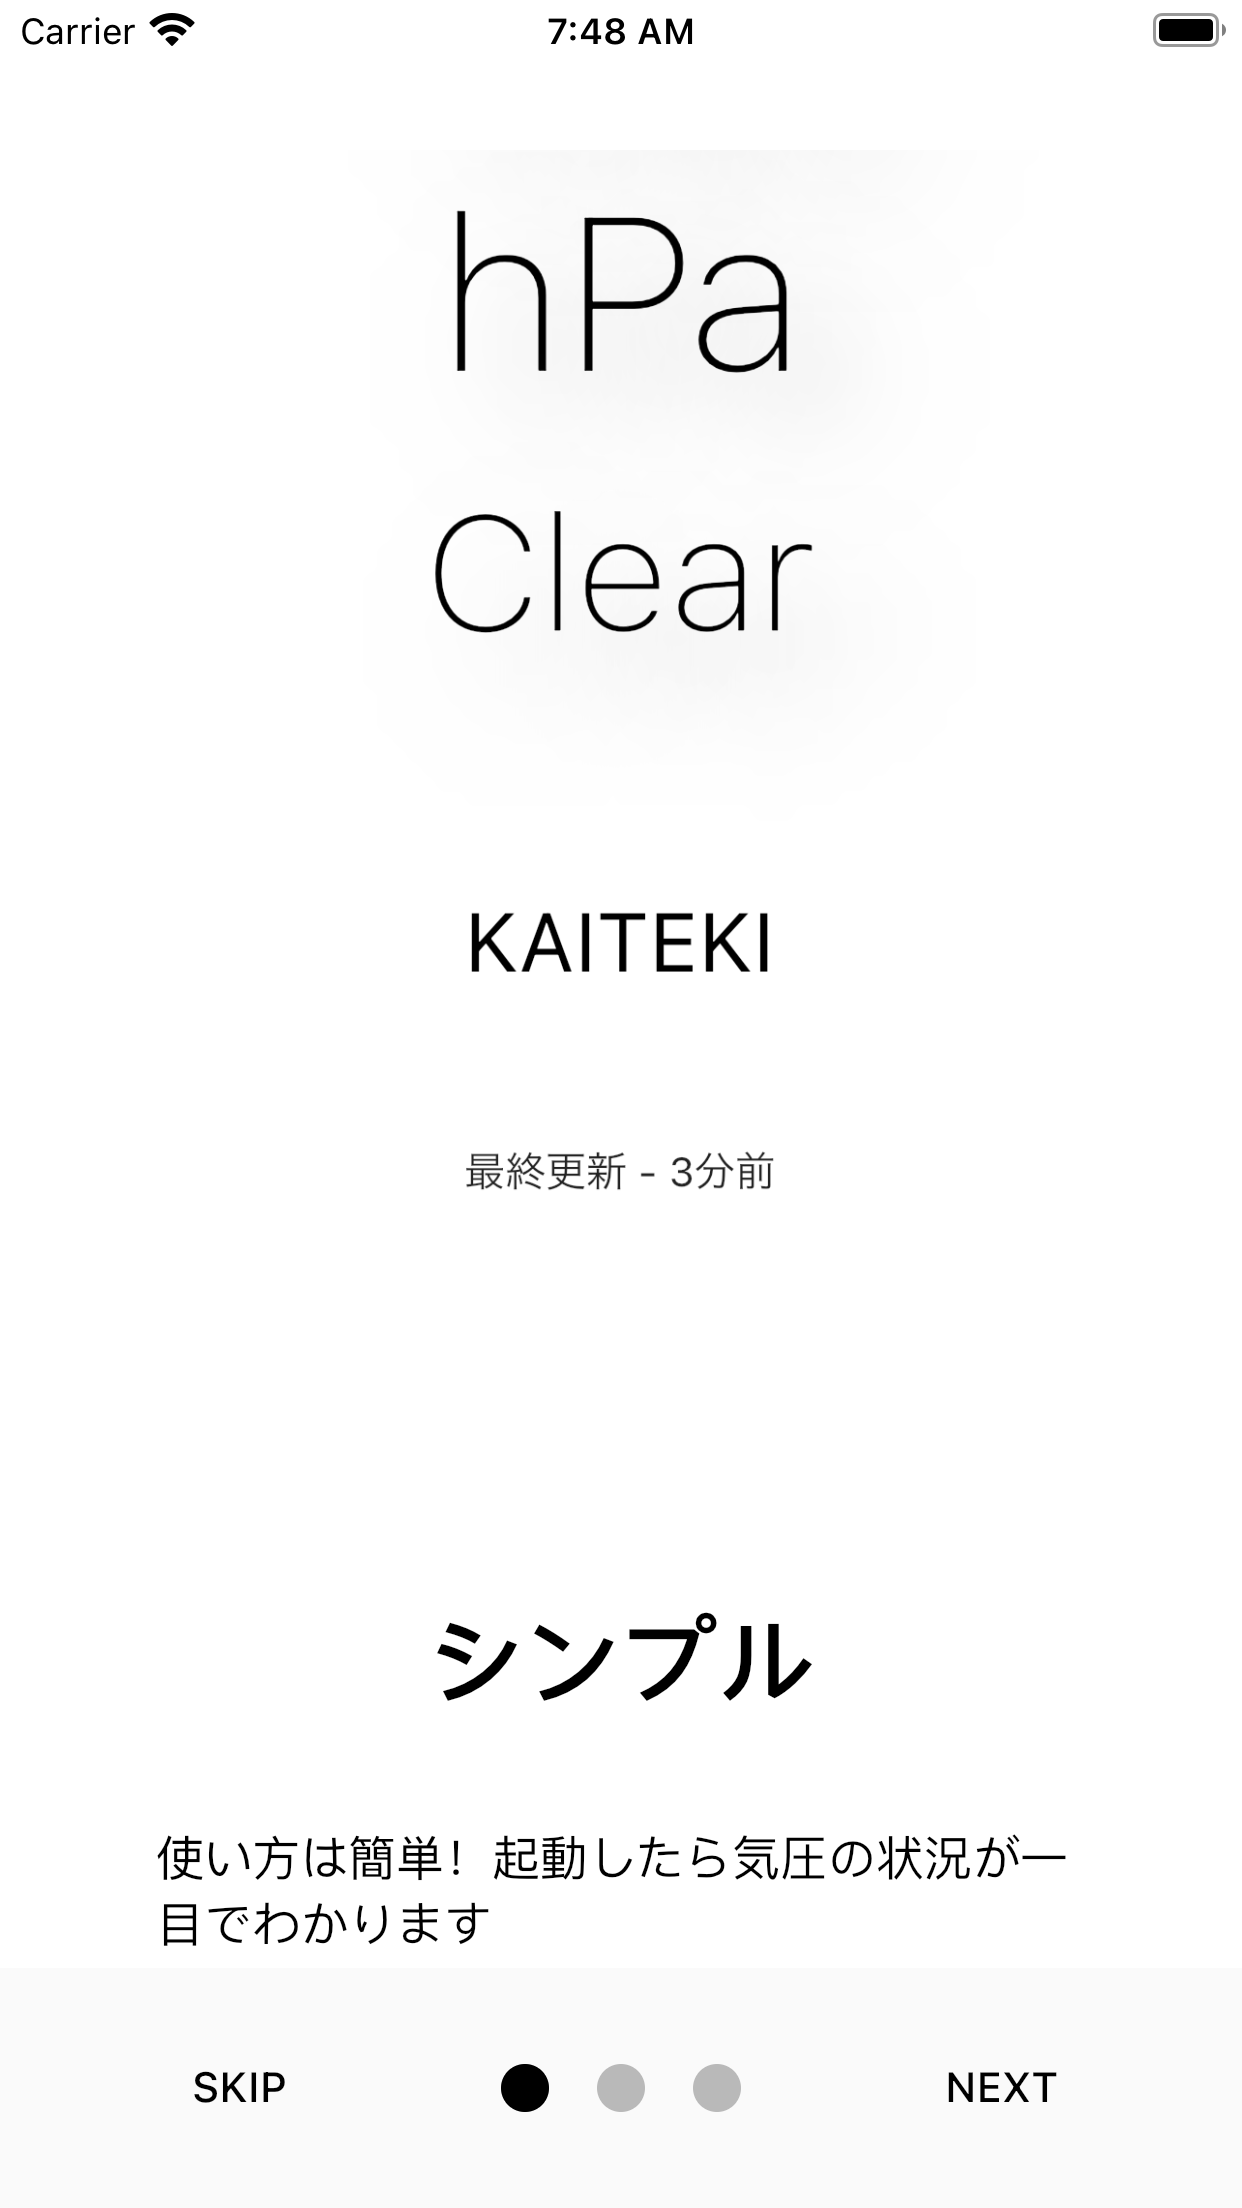 Carrier 7:48 AM
hPa
Clear
KAITEKI
最終更新 - 3分前
シンプル
使い方は簡単！起動したら気圧の状況が一
目でわかります
SKIP NEXT